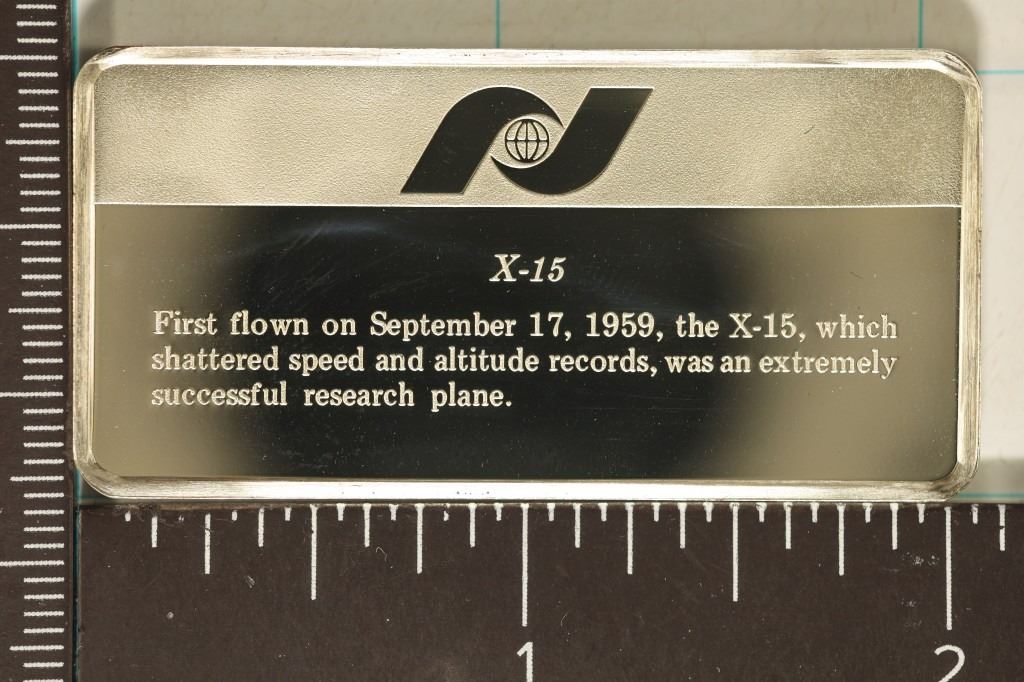 X-15
First flown on September 17, 1959, the X-15, which
shattered speed and altitude records, was an extremely
successful research plane.
1
2